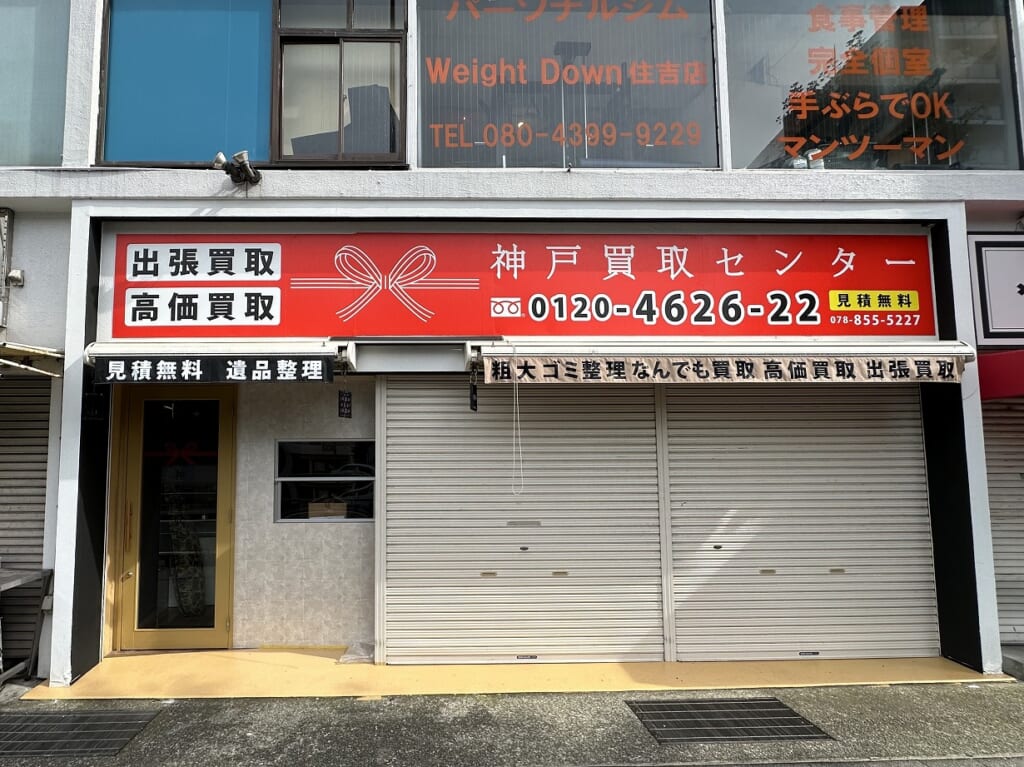 パーソナルジム
Weight Down 住吉店
TEL.080-4399-9229
食事管理
完全個室
手ぶらでOK
マンツーマン
出張買取
高価買取
神戸買取センター
0120-4626-22
見積無料
078-855-5227
見積無料 遺品整理
粗大ゴミ整理なんでも買取 高価買取 出張買取